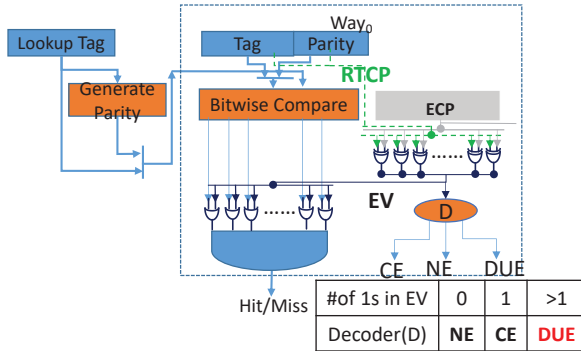 Way0
Lookup Tag
Tag
Parity
RTCP
Generate
Parity
Bitwise Compare
ECP
......
......
EV
D
CE
NE
DUE
Hit/Miss
#of 1s in EV 0 1 >1
Decoder(D) NE CE DUE